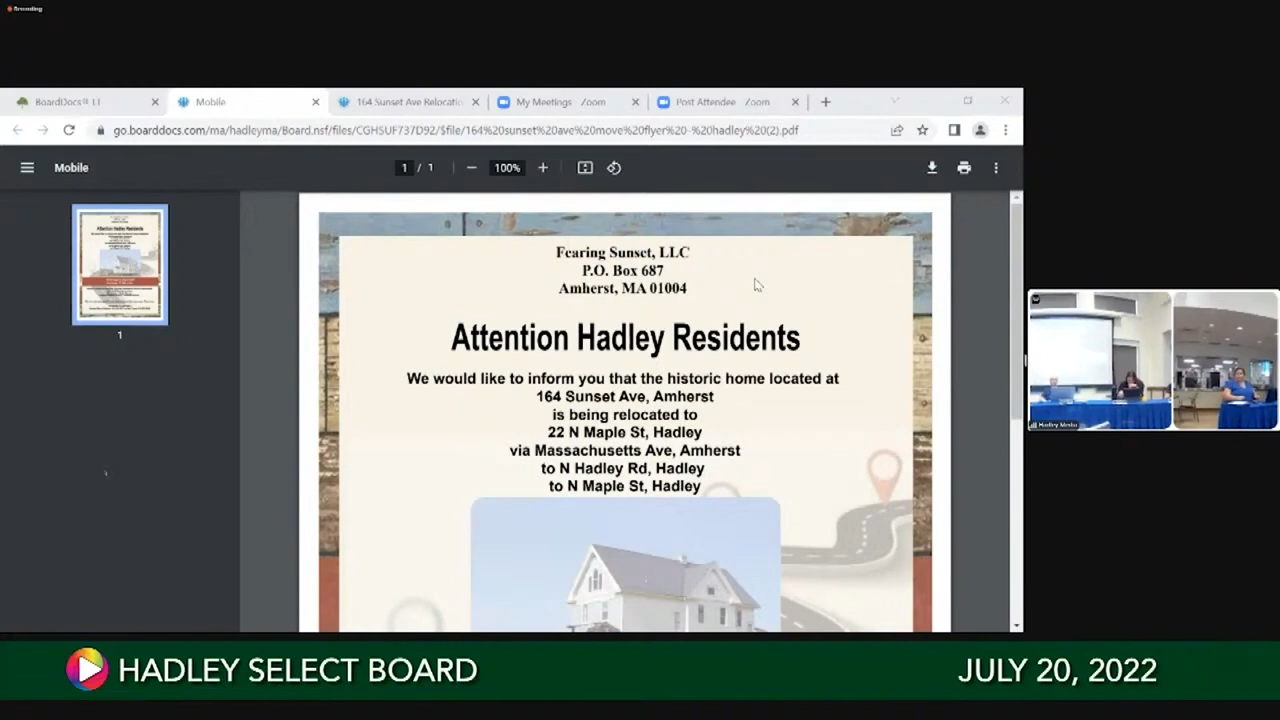 Recording
BoardDocs® LT
Mobile
164 Sunset Ave Relocatio
My Meetings - Zoom
Post Attendee - Zoom
go.boarddocs.com/ma/hadleyma/Board.nsf/files/CGHSUF737D92/$file/164%20sunset%20ave%20move%20flyer%20-%20hadley%20(2).pdf
Mobile
1 / 1
100%
1
Fearing Sunset, LLC
P.O. Box 687
Amherst, MA 01004
Attention Hadley Residents
We would like to inform you that the historic home located at
164 Sunset Ave, Amherst
is being relocated to
22 N Maple St, Hadley
via Massachusetts Ave, Amherst
to N Hadley Rd, Hadley
to N Maple St, Hadley
Hadley Media
HADLEY SELECT BOARD
JULY 20, 2022